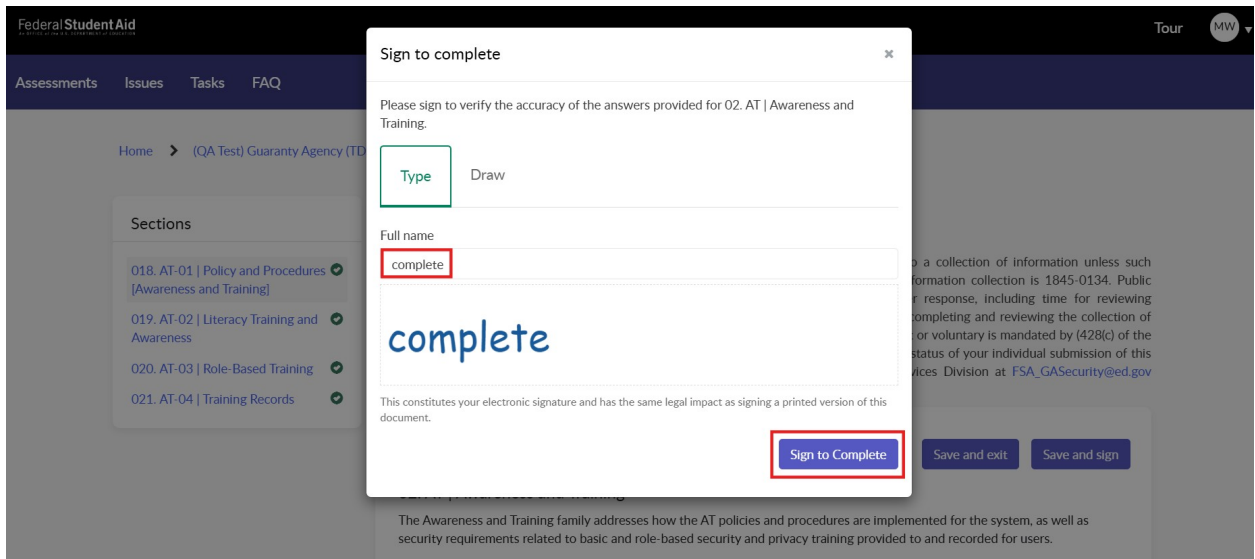 Federal Student Aid
Tour
MW
Assessments Issues Tasks FAQ
Home > (QA Test) Guaranty Agency (TD
Sections
018. AT-01 | Policy and Procedures
[Awareness and Training]
019. AT-02 | Literacy Training and
Awareness
020. AT-03 | Role-Based Training
021. AT-04 | Training Records
Sign to complete
Please sign to verify the accuracy of the answers provided for 02. AT | Awareness and
Training.
Type Draw
Full name
complete
complete
This constitutes your electronic signature and has the same legal impact as signing a printed version of this
document.
Sign to Complete
a collection of information unless such
formation collection is 1845-0134. Public
response, including time for reviewing
completing and reviewing the collection of
or voluntary is mandated by (428(c) of the
status of your individual submission of this
vices Division at FSA_GASecurity@ed.gov
Save and exit Save and sign
The Awareness and Training family addresses how the AT policies and procedures are implemented for the system, as well as
security requirements related to basic and role-based security and privacy training provided to and recorded for users.